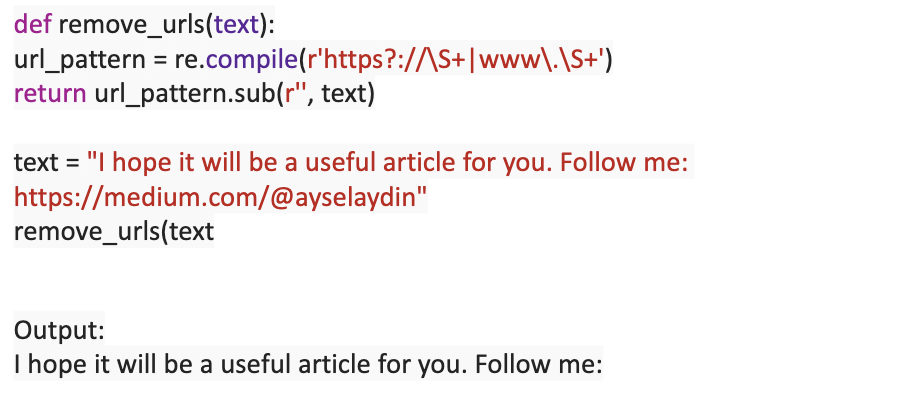 def remove_urls(text):
url_pattern = re.compile(r'https?://\S+|www\.\S+')
return url_pattern.sub(r'', text)
text = "I hope it will be a useful article for you. Follow me:
https://medium.com/@ayselaydin"
remove_urls(text
Output:
I hope it will be a useful article for you. Follow me: